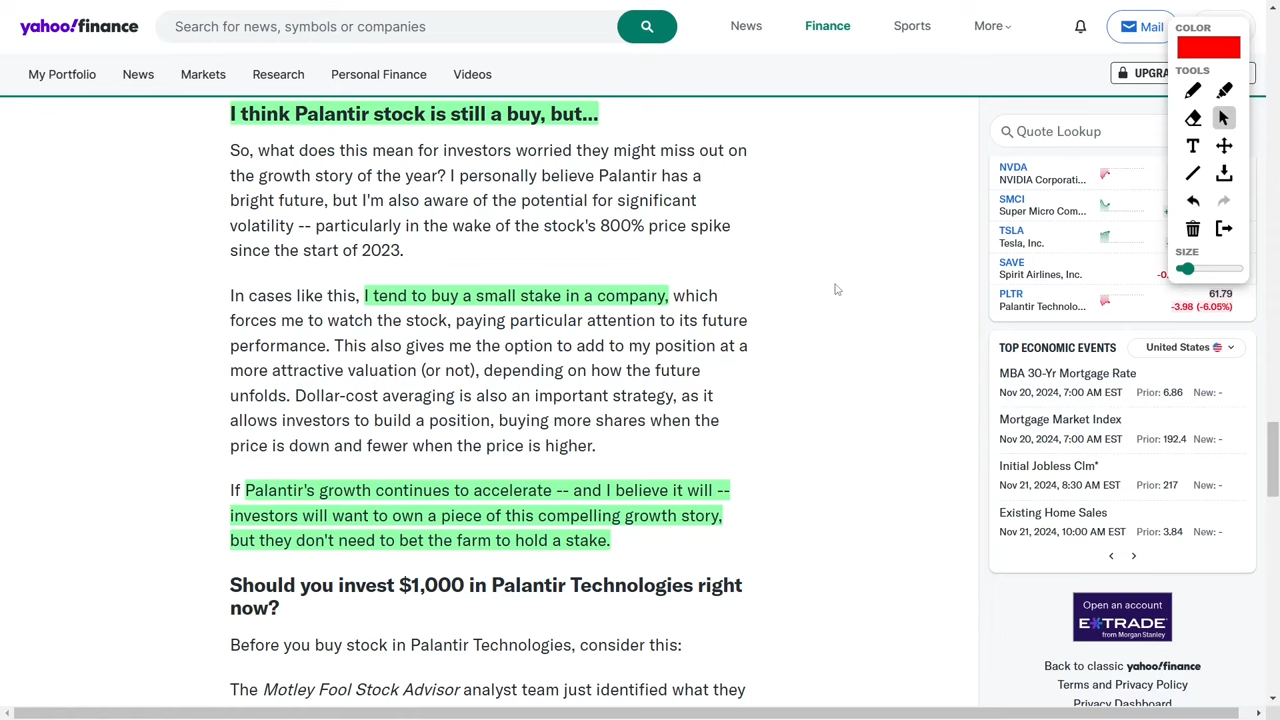 yahoo!finance
Search for news, symbols or companies
News
Finance
Sports
More
Mail
My Portfolio
News
Markets
Research
Personal Finance
Videos
UPGRA
COLOR
TOOLS
SIZE
I think Palantir stock is still a buy, but...
So, what does this mean for investors worried they might miss out on
the growth story of the year? I personally believe Palantir has a
bright future, but I'm also aware of the potential for significant
volatility -- particularly in the wake of the stock's 800% price spike
since the start of 2023.
In cases like this, I tend to buy a small stake in a company, which
forces me to watch the stock, paying particular attention to its future
performance. This also gives me the option to add to my position at a
more attractive valuation (or not), depending on how the future
unfolds. Dollar-cost averaging is also an important strategy, as it
allows investors to build a position, buying more shares when the
price is down and fewer when the price is higher.
If Palantir's growth continues to accelerate -- and I believe it will --
investors will want to own a piece of this compelling growth story,
but they don't need to bet the farm to hold a stake.
Should you invest $1,000 in Palantir Technologies right
now?
Before you buy stock in Palantir Technologies, consider this:
The Motley Fool Stock Advisor analyst team just identified what they
Quote Lookup
NVDA
NVIDIA Corporati...
SMCI
Super Micro Com...
TSLA
Tesla, Inc.
SAVE
Spirit Airlines, Inc.
-0.
PLTR 61.79
Palantir Technolo... -3.98 (-6.05%)
TOP ECONOMIC EVENTS
United States
MBA 30-Yr Mortgage Rate
Nov 20, 2024, 7:00 AM EST Prior: 6.86 New: -
Mortgage Market Index
Nov 20, 2024, 7:00 AM EST Prior: 192.4 New: -
Initial Jobless Clm*
Nov 21, 2024, 8:30 AM EST Prior: 217 New: -
Existing Home Sales
Nov 21, 2024, 10:00 AM EST Prior: 3.84 New: -
Open an account
E*TRADE
from Morgan Stanley
Back to classic yahoo!finance
Terms and Privacy Policy
Privacy Dashboard